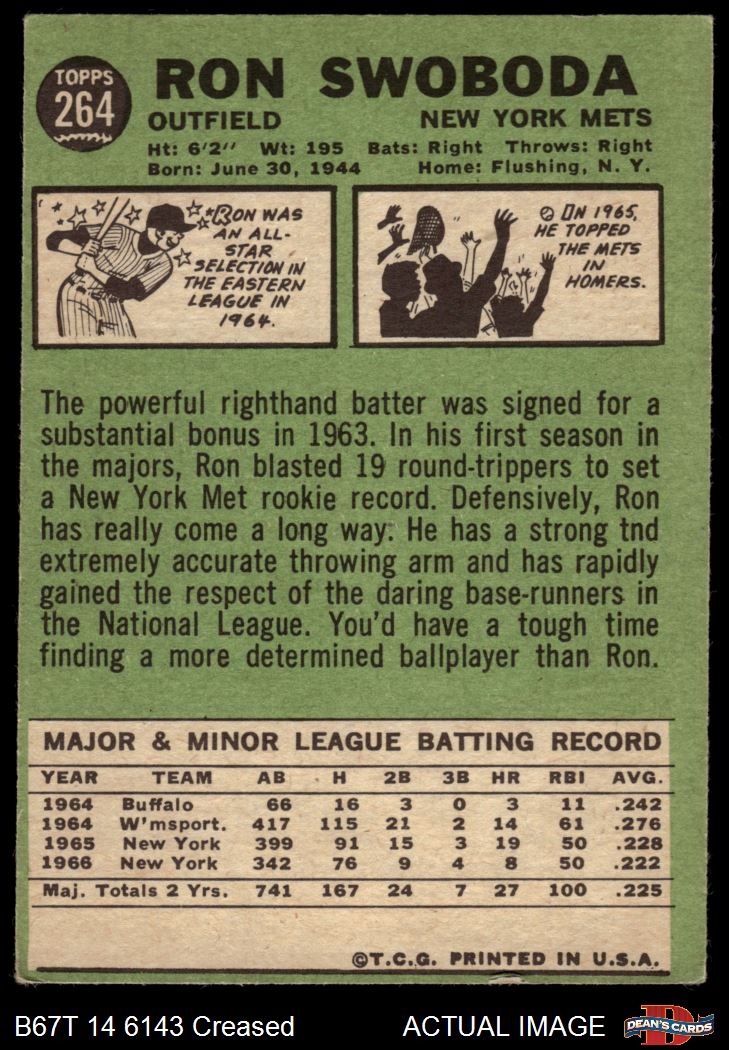 TOPPS
264
RON SWOBODA
OUTFIELD NEW YORK METS
Ht: 6'2" Wt: 195 Bats: Right Throws: Right
Born: June 30, 1944 Home: Flushing, N. Y.
RON WAS
AN ALL-
STAR
SELECTION IN
THE EASTERN
LEAGUE IN
1964.
IN 1965,
HE TOPPED
THE METS
IN
HOMERS.
The powerful righthand batter was signed for a
substantial bonus in 1963. In his first season in
the majors, Ron blasted 19 round-trippers to set
a New York Met rookie record. Defensively, Ron
has really come a long way. He has a strong tnd
extremely accurate throwing arm and has rapidly
gained the respect of the daring base-runners in
the National League. You'd have a tough time
finding a more determined ballplayer than Ron.
MAJOR & MINOR LEAGUE BATTING RECORD
YEAR TEAM AB H 2B 3B HR RBI AVG.
1964 Buffalo 66 16 3 0 3 11 .242
1964 W'msport. 417 115 21 2 14 61 .276
1965 New York 399 91 15 3 19 50 .228
1966 New York 342 76 9 4 8 50 .222
Maj. Totals 2 Yrs. 741 167 24 7 27 100 .225
©T.C.G. PRINTED IN U.S.A.
B67T 14 6143 Creased ACTUAL IMAGE
D
DEAN'S CARDS